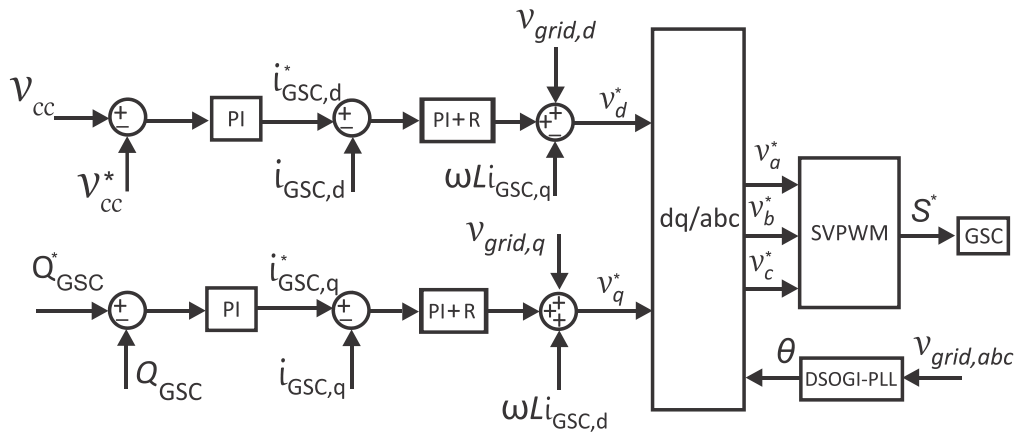 v_cc
+
−
v*_cc
PI
i*_GSC,d
+
−
i_GSC,d
PI+R
v_grid,d
+
+
−
ωLi_GSC,q
v*_d
Q*_GSC
+
−
Q_GSC
PI
i*_GSC,q
+
−
i_GSC,q
PI+R
v_grid,q
+
+
+
ωLi_GSC,d
v*_q
dq/abc
v*_a
v*_b
v*_c
SVPWM
S*
GSC
θ
DSOGI-PLL
v_grid,abc